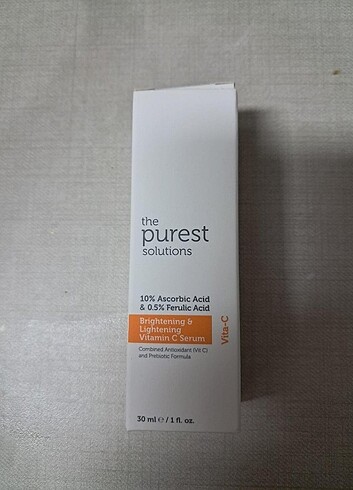 the
purest
solutions
10% Ascorbic Acid
& 0.5% Ferulic Acid
Brightening &
Lightening
Vitamin C Serum
Combined Antioxidant (Vit C)
and Prebiotic Formula
Vita-C
30 ml ℮ / 1 fl. oz.